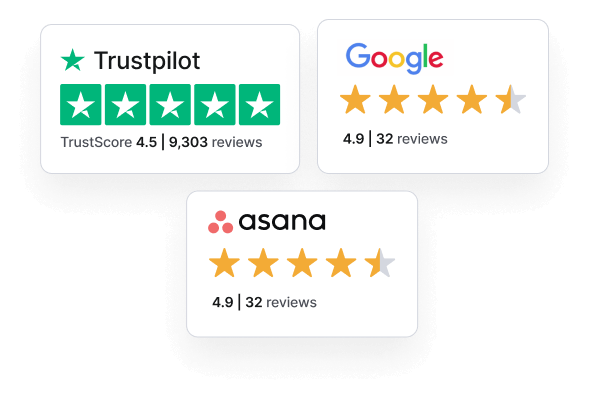 Trustpilot
TrustScore 4.5 | 9,303 reviews
Google
4.9 | 32 reviews
asana
4.9 | 32 reviews